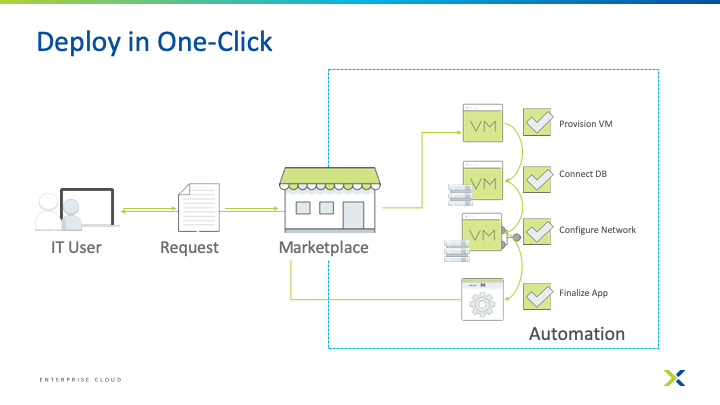 Deploy in One-Click
VM
Provision VM
VM
Connect DB
VM
Configure Network
IT User
Request
Marketplace
Finalize App
Automation
ENTERPRISE CLOUD